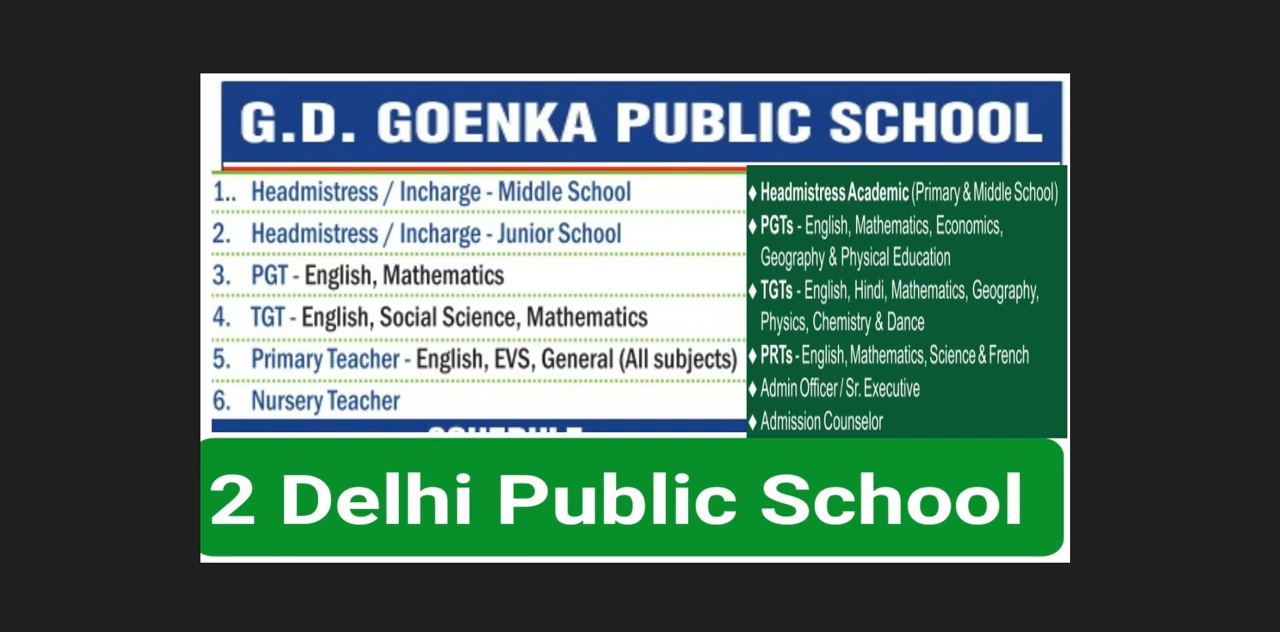 G.D. GOENKA PUBLIC SCHOOL
1.. Headmistress / Incharge - Middle School
2. Headmistress / Incharge - Junior School
3. PGT - English, Mathematics
4. TGT - English, Social Science, Mathematics
5. Primary Teacher - English, EVS, General (All subjects)
6. Nursery Teacher
SCHEDULE
♦ Headmistress Academic (Primary & Middle School)
♦ PGTs - English, Mathematics, Economics,
Geography & Physical Education
♦ TGTs - English, Hindi, Mathematics, Geography,
Physics, Chemistry & Dance
♦ PRTs - English, Mathematics, Science & French
♦ Admin Officer / Sr. Executive
♦ Admission Counselor
2 Delhi Public School